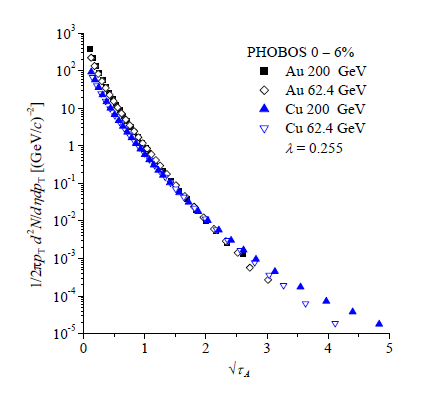 10³
PHOBOS 0 – 6%
Au 200 GeV
10²
Au 62.4 GeV
Cu 200 GeV
10
Cu 62.4 GeV
λ = 0.255
1
10⁻¹
10⁻²
10⁻³
10⁻⁴
10⁻⁵
1/2πp_T d²N/dηdp_T [(GeV/c)⁻²]
0 1 2 3 4 5
√τ_A